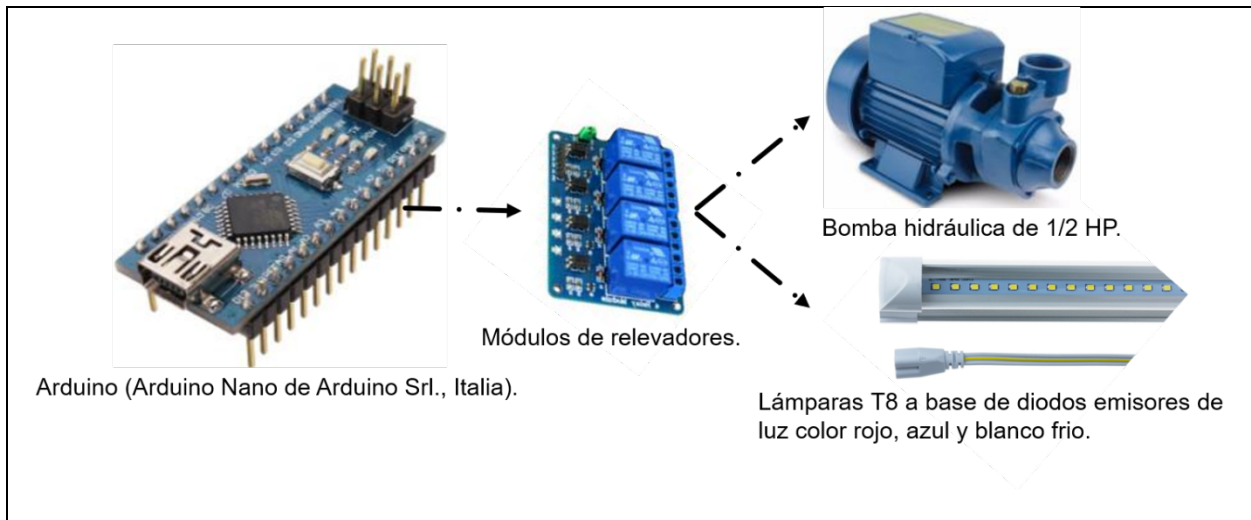 Bomba hidráulica de 1/2 HP.
Módulos de relevadores.
Arduino (Arduino Nano de Arduino Srl., Italia).
Lámparas T8 a base de diodos emisores de
luz color rojo, azul y blanco frio.